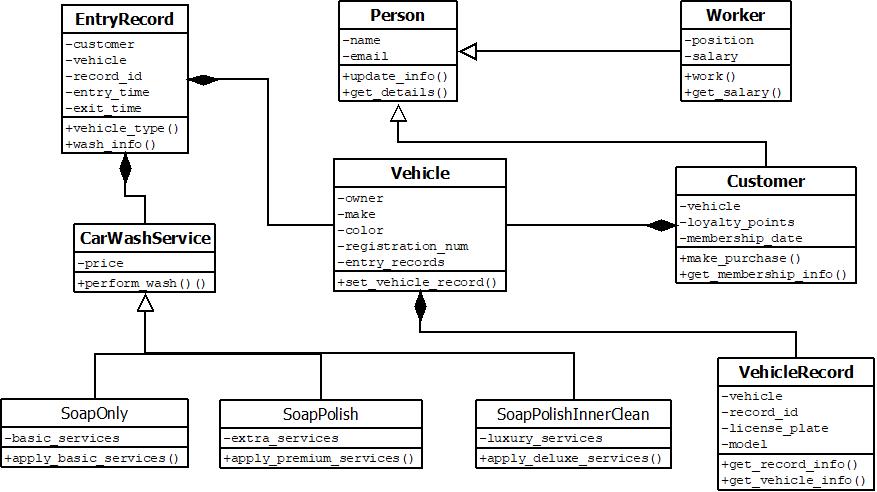 EntryRecord
-customer
-vehicle
-record_id
-entry_time
-exit_time
+vehicle_type()
+wash_info()
Person
-name
-email
+update_info()
+get_details()
Worker
-position
-salary
+work()
+get_salary()
Vehicle
-owner
-make
-color
-registration_num
-entry_records
+set_vehicle_record()
Customer
-vehicle
-loyalty_points
-membership_date
+make_purchase()
+get_membership_info()
CarWashService
-price
+perform_wash()()
SoapOnly
-basic_services
+apply_basic_services()
SoapPolish
-extra_services
+apply_premium_services()
SoapPolishInnerClean
-luxury_services
+apply_deluxe_services()
VehicleRecord
-vehicle
-record_id
-license_plate
-model
+get_record_info()
+get_vehicle_info()